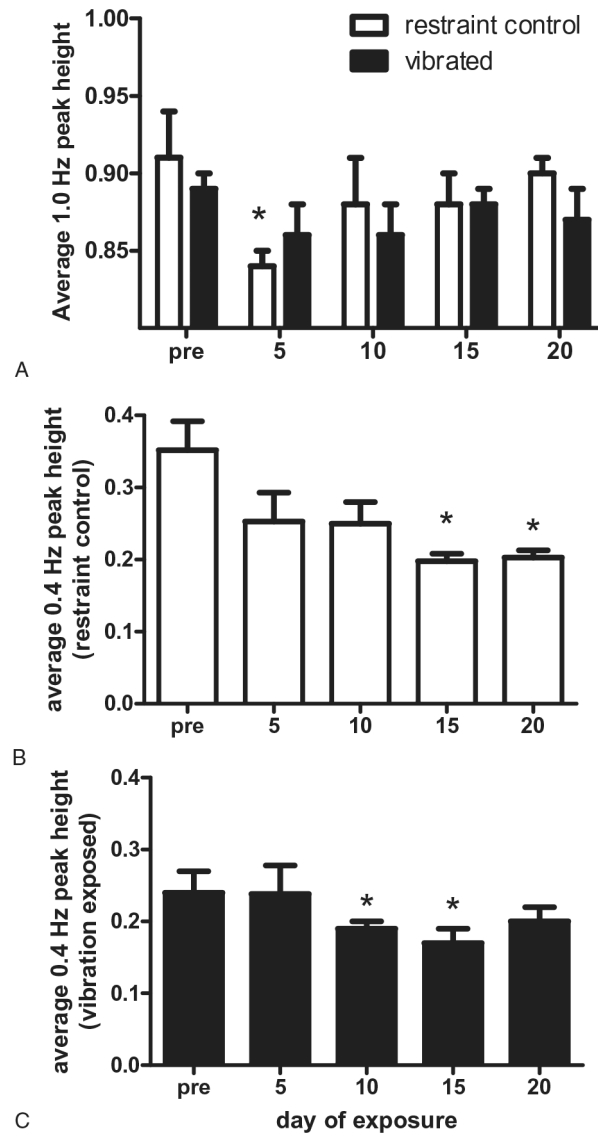 1.00
0.95
0.90
0.85
Average 1.0 Hz peak height
restraint control
vibrated
*
pre 5 10 15 20
A
0.4
0.3
0.2
0.1
0.0
average 0.4 Hz peak height
(restraint control)
* *
pre 5 10 15 20
B
0.4
0.3
0.2
0.1
0.0
average 0.4 Hz peak height
(vibration exposed)
* *
pre 5 10 15 20
C
day of exposure